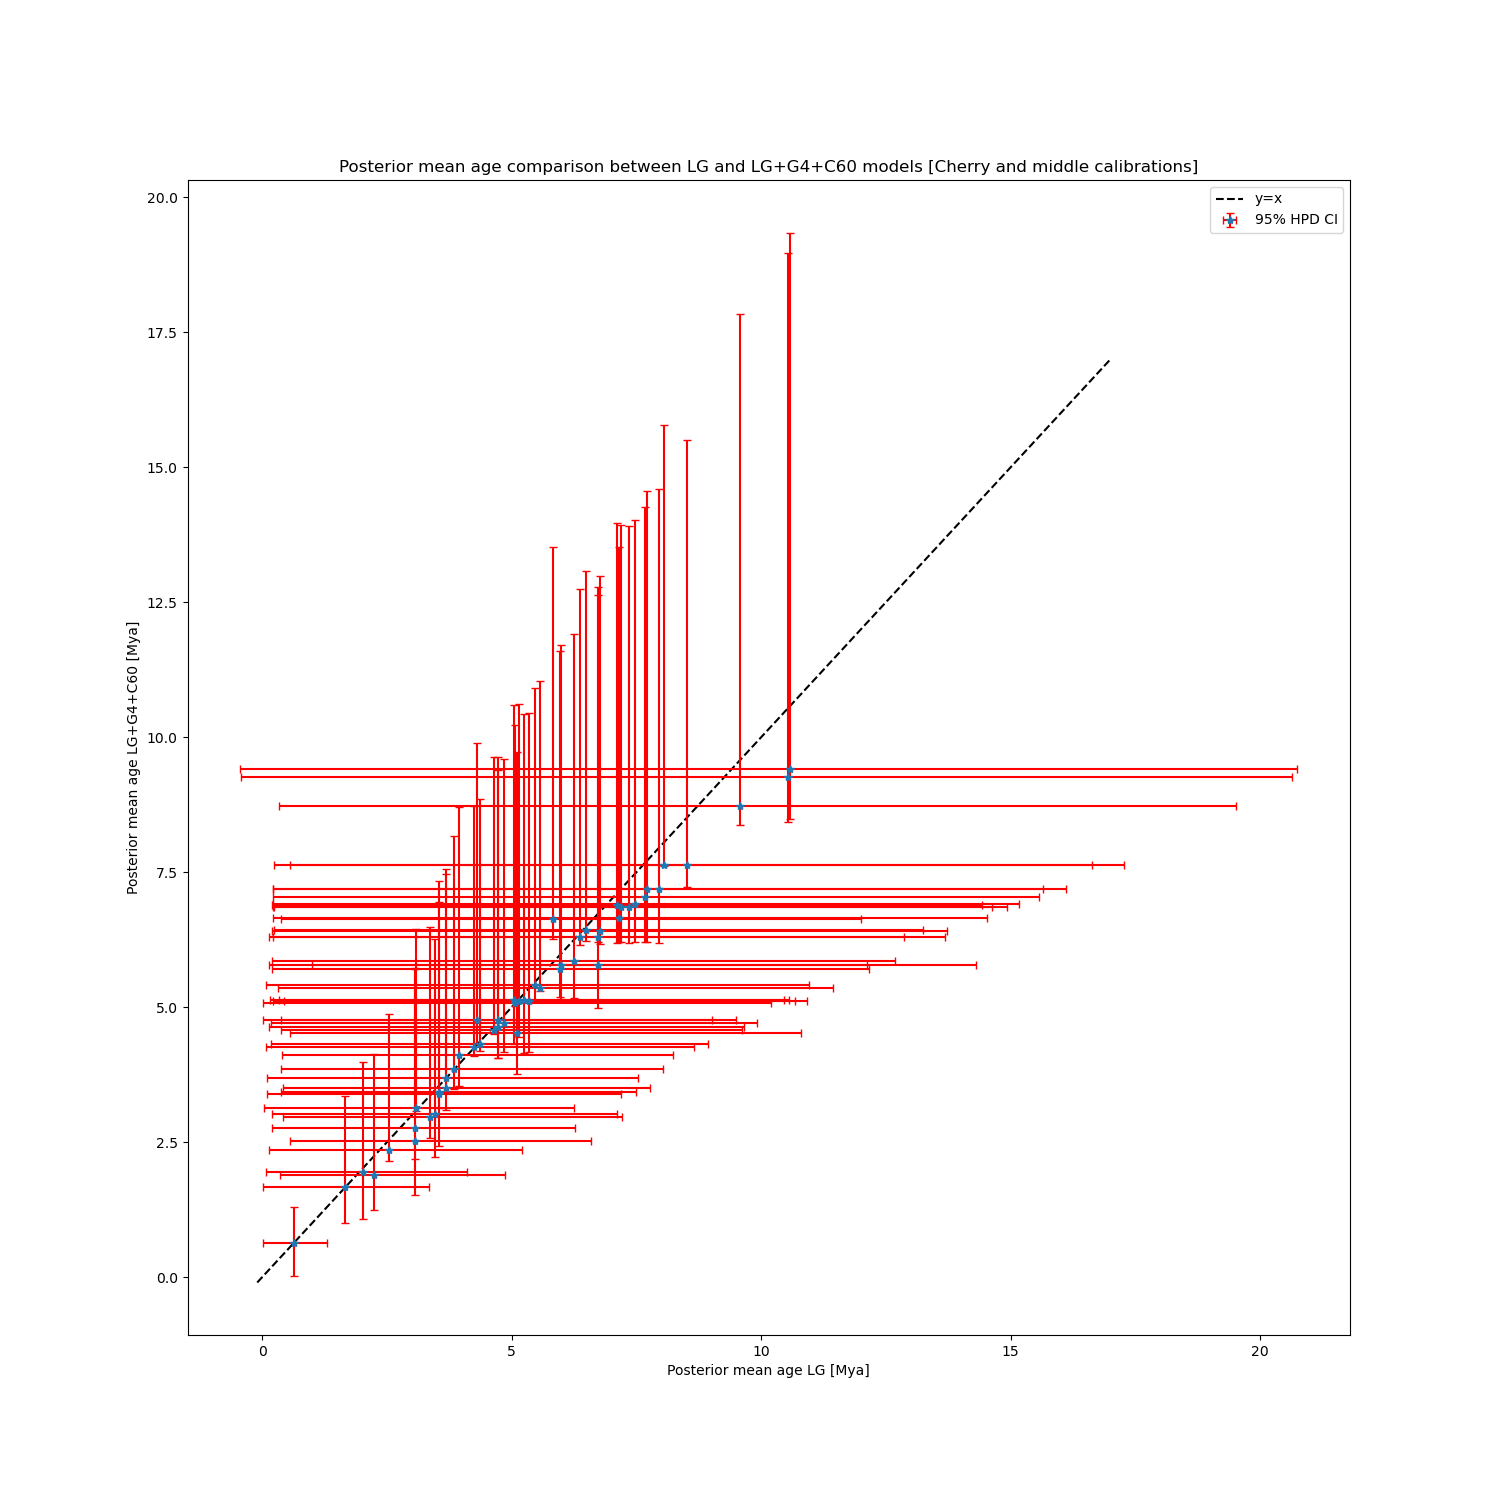 Posterior mean age comparison between LG and LG+G4+C60 models [Cherry and middle calibrations]
y=x
95% HPD CI
20.0
17.5
15.0
12.5
10.0
7.5
5.0
2.5
0.0
Posterior mean age LG+G4+C60 [Mya]
0 5 10 15 20
Posterior mean age LG [Mya]